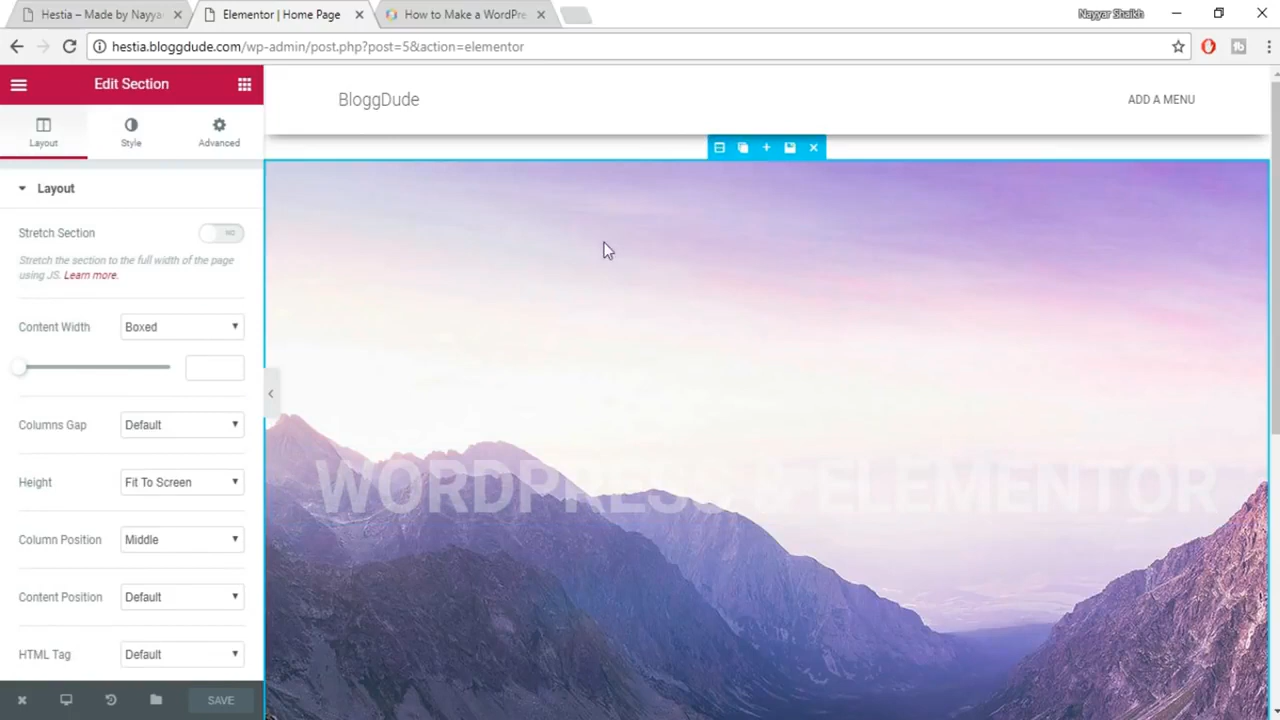 Hestia – Made by Nayya
Elementor | Home Page
How to Make a WordPre
Nayyar Shaikh
hestia.bloggdude.com/wp-admin/post.php?post=5&action=elementor
Edit Section
BloggDude
ADD A MENU
Layout
Style
Advanced
Layout
Stretch Section
NO
Stretch the section to the full width of the page
using JS. Learn more.
Content Width
Boxed
Columns Gap
Default
Height
Fit To Screen
WORDPRESS & ELEMENTOR
Column Position
Middle
Content Position
Default
HTML Tag
Default
SAVE